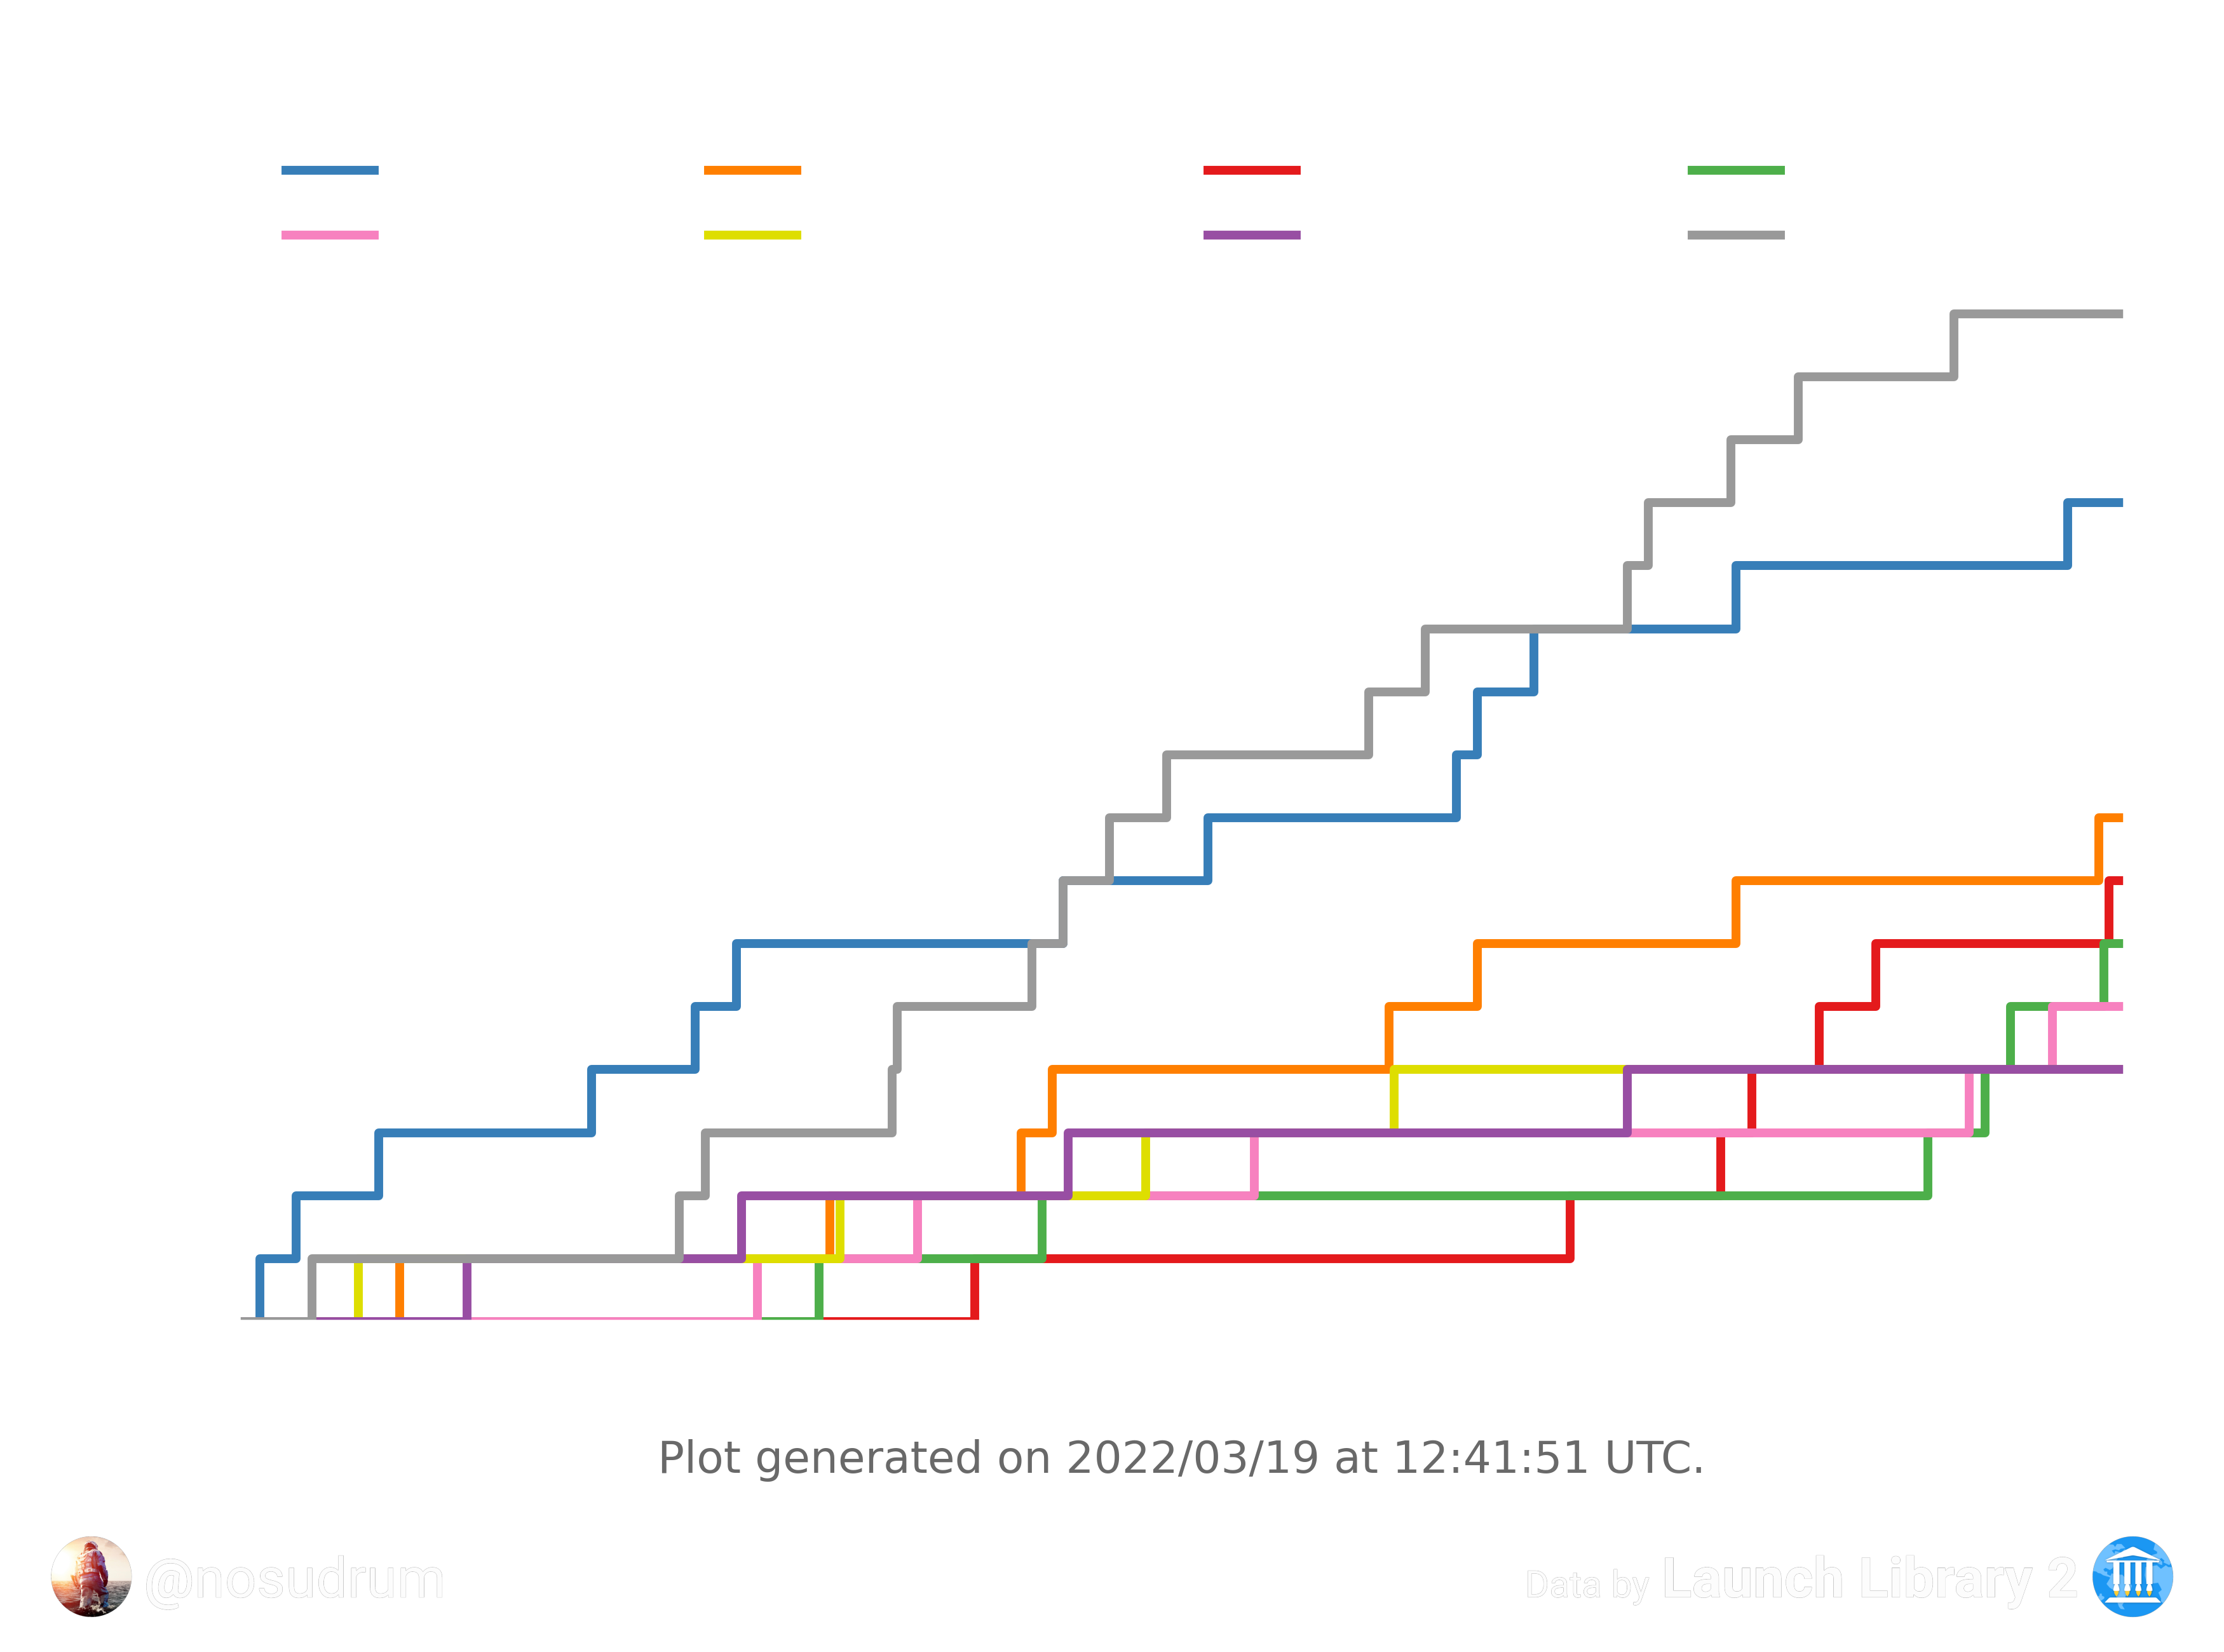 Plot generated on 2022/03/19 at 12:41:51 UTC.
@nosudrum
Data by Launch Library 2